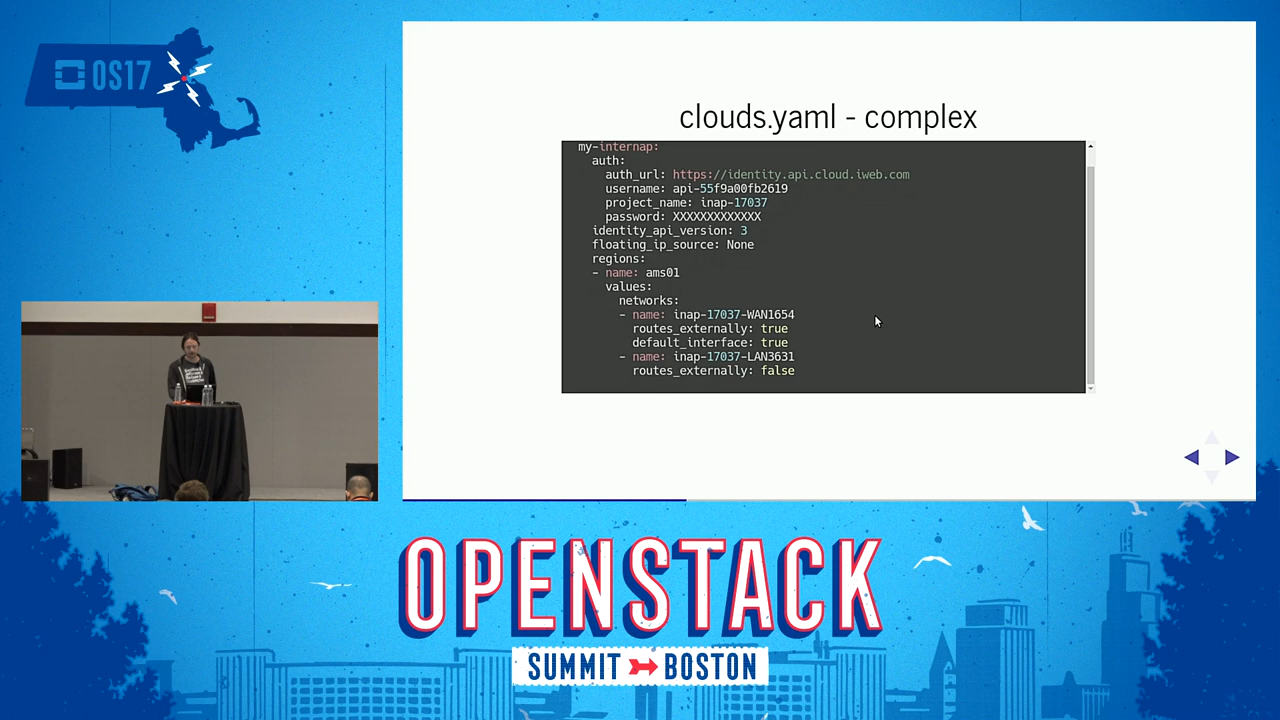 OS17
clouds.yaml - complex
my-internap:
auth:
auth_url: https://identity.api.cloud.iweb.com
username: api-55f9a00fb2619
project_name: inap-17037
password: XXXXXXXXXXXXX
identity_api_version: 3
floating_ip_source: None
regions:
- name: ams01
values:
networks:
- name: inap-17037-WAN1654
routes_externally: true
default_interface: true
- name: inap-17037-LAN3631
routes_externally: false
OPENSTACK
SUMMIT BOSTON